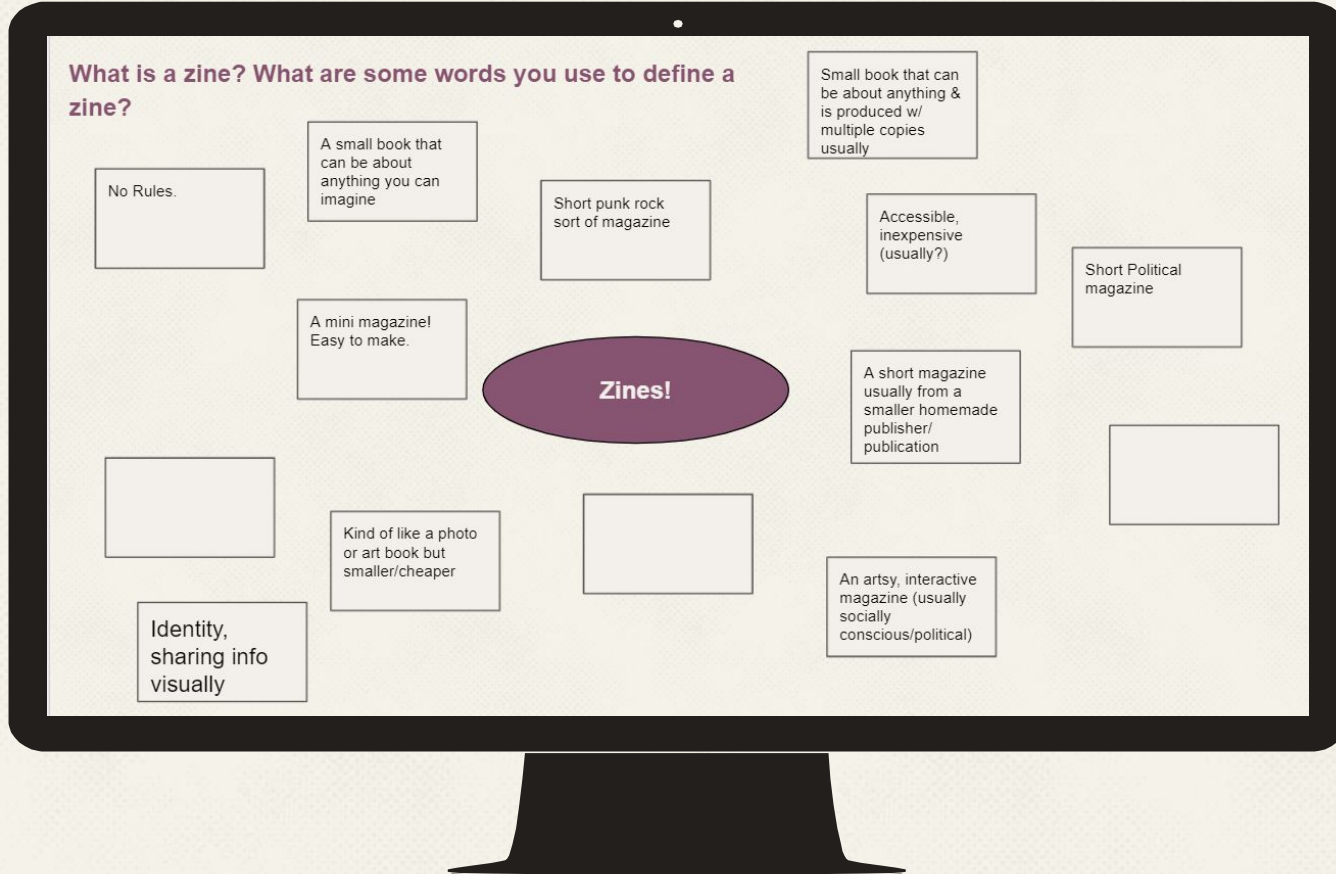 What is a zine? What are some words you use to define a
zine?
Small book that can
be about anything &
is produced w/
multiple copies
usually
A small book that
can be about
anything you can
imagine
No Rules.
Short punk rock
sort of magazine
Accessible,
inexpensive
(usually?)
Short Political
magazine
A mini magazine!
Easy to make.
Zines!
A short magazine
usually from a
smaller homemade
publisher/
publication
Kind of like a photo
or art book but
smaller/cheaper
An artsy, interactive
magazine (usually
socially
conscious/political)
Identity,
sharing info
visually